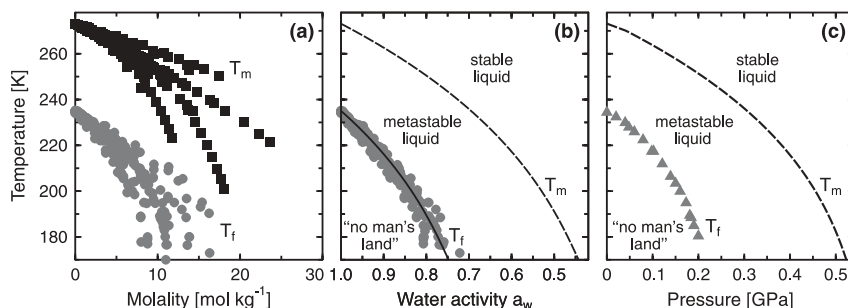 Temperature [K]
280
260
240
220
200
180
(a)
T_m
T_f
0
10
20
30
Molality [mol kg⁻¹]
(b)
stable
liquid
metastable
liquid
T_m
"no man's
land"
T_f
1.0
0.9
0.8
0.7
0.6
0.5
Water activity a_w
(c)
stable
liquid
metastable
liquid
T_m
"no man's
land"
T_f
0
0.1
0.2
0.3
0.4
0.5
Pressure [GPa]